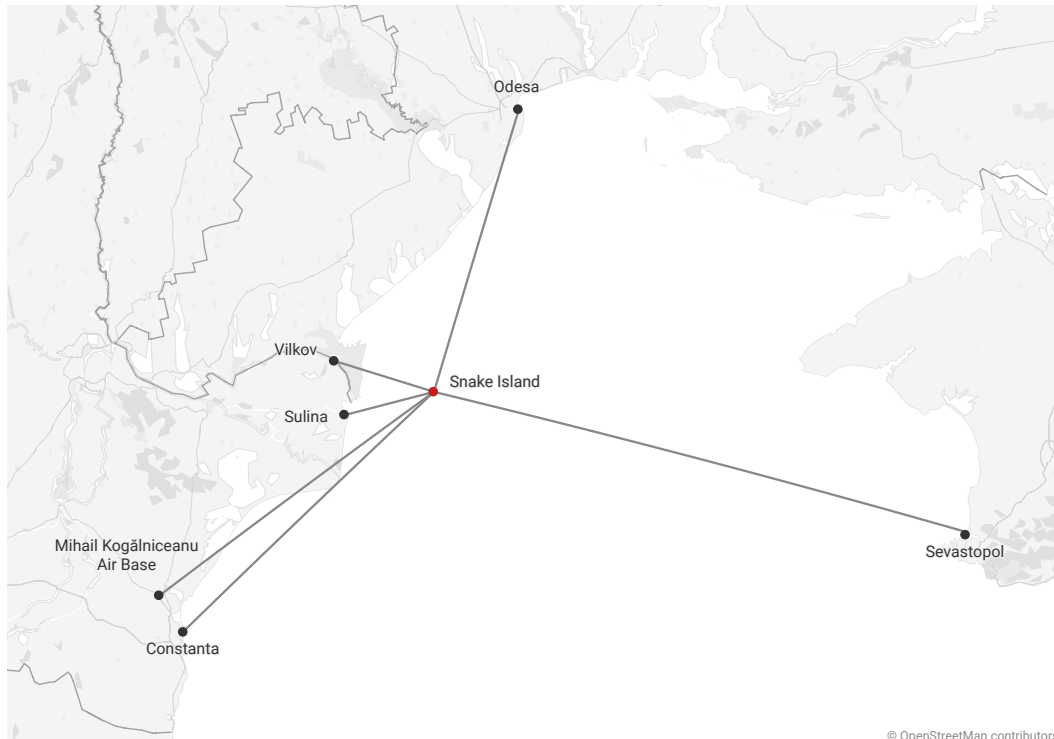 Odesa
Vilkov
Snake Island
Sulina
Mihail Kogălniceanu
Air Base
Sevastopol
Constanta
© OpenStreetMap contributors